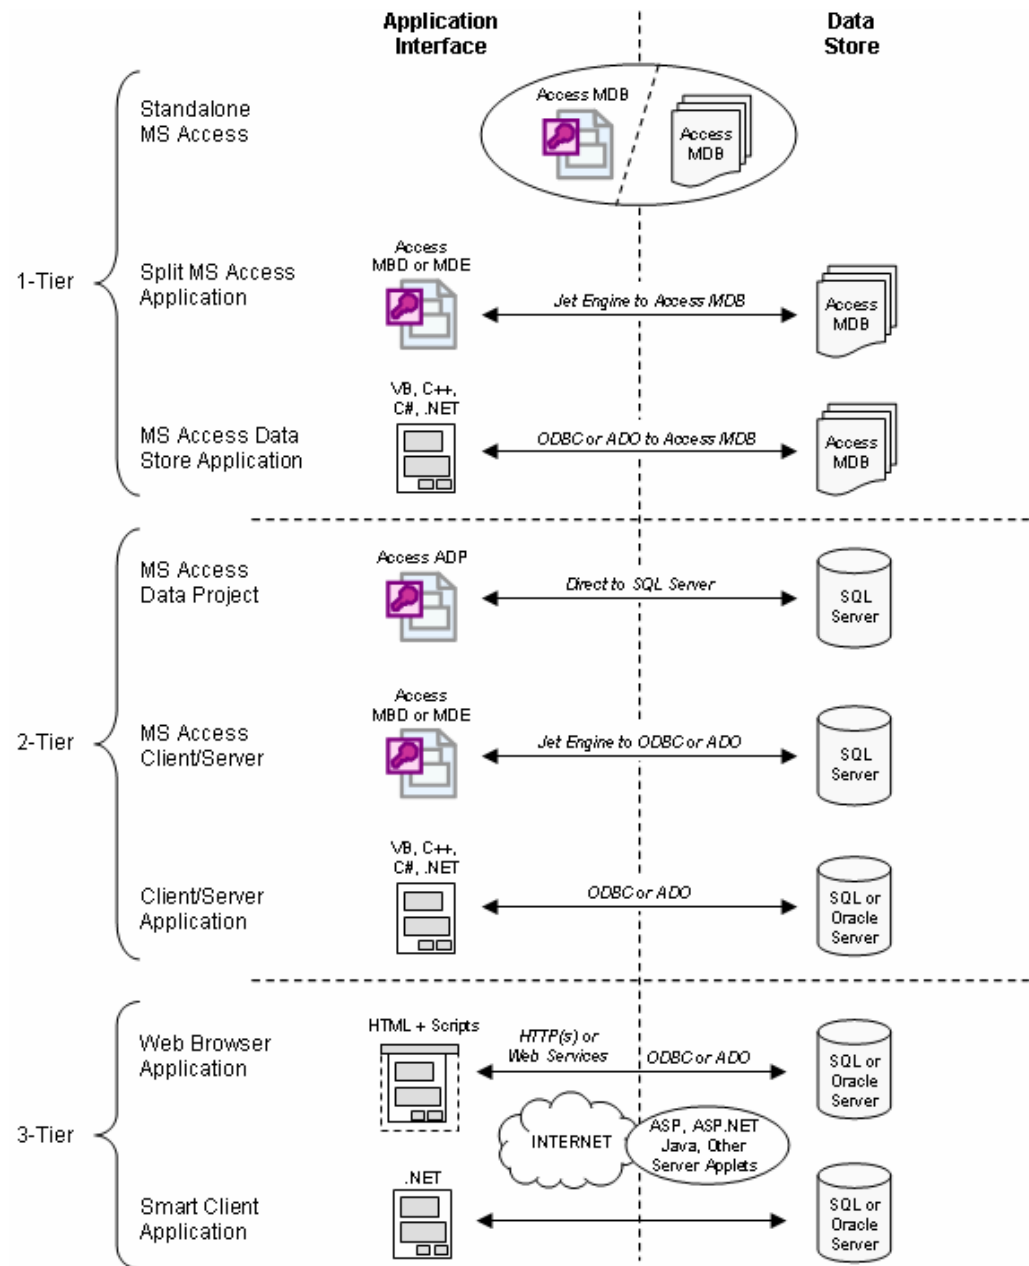 Application
Interface
Data
Store
1-Tier
Standalone
MS Access
Access MDB
Access
MDB
Split MS Access
Application
Access
MBD or MDE
Jet Engine to Access MDB
Access
MDB
MS Access Data
Store Application
VB, C++,
C#, .NET
ODBC or ADO to Access MDB
Access
MDB
2-Tier
MS Access
Data Project
Access ADP
Direct to SQL Server
SQL
Server
MS Access
Client/Server
Access
MBD or MDE
Jet Engine to ODBC or ADO
SQL
Server
Client/Server
Application
VB, C++,
C#, .NET
ODBC or ADO
SQL or
Oracle
Server
3-Tier
Web Browser
Application
HTML + Scripts
HTTP(s) or
Web Services
ODBC or ADO
SQL or
Oracle
Server
INTERNET
ASP, ASP.NET
Java, Other
Server Applets
Smart Client
Application
.NET
SQL or
Oracle
Server